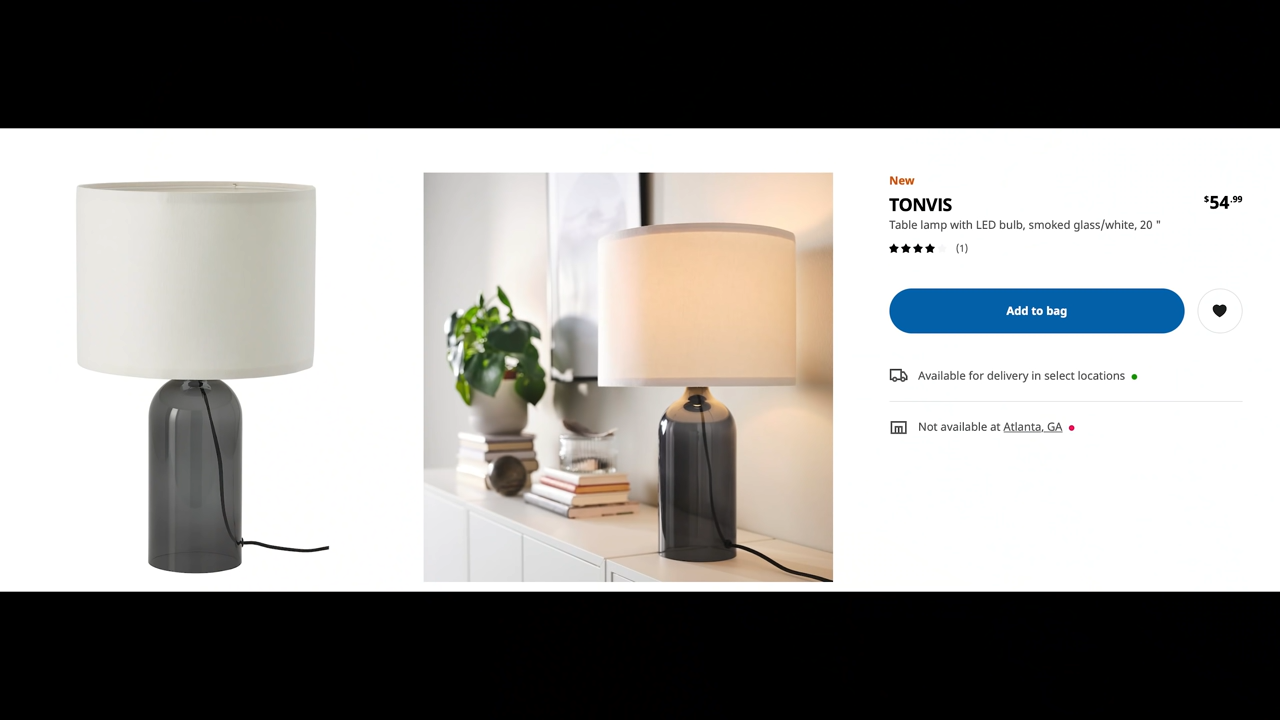 New
TONVIS
$54.99
Table lamp with LED bulb, smoked glass/white, 20 "
(1)
Add to bag
Available for delivery in select locations
Not available at Atlanta, GA